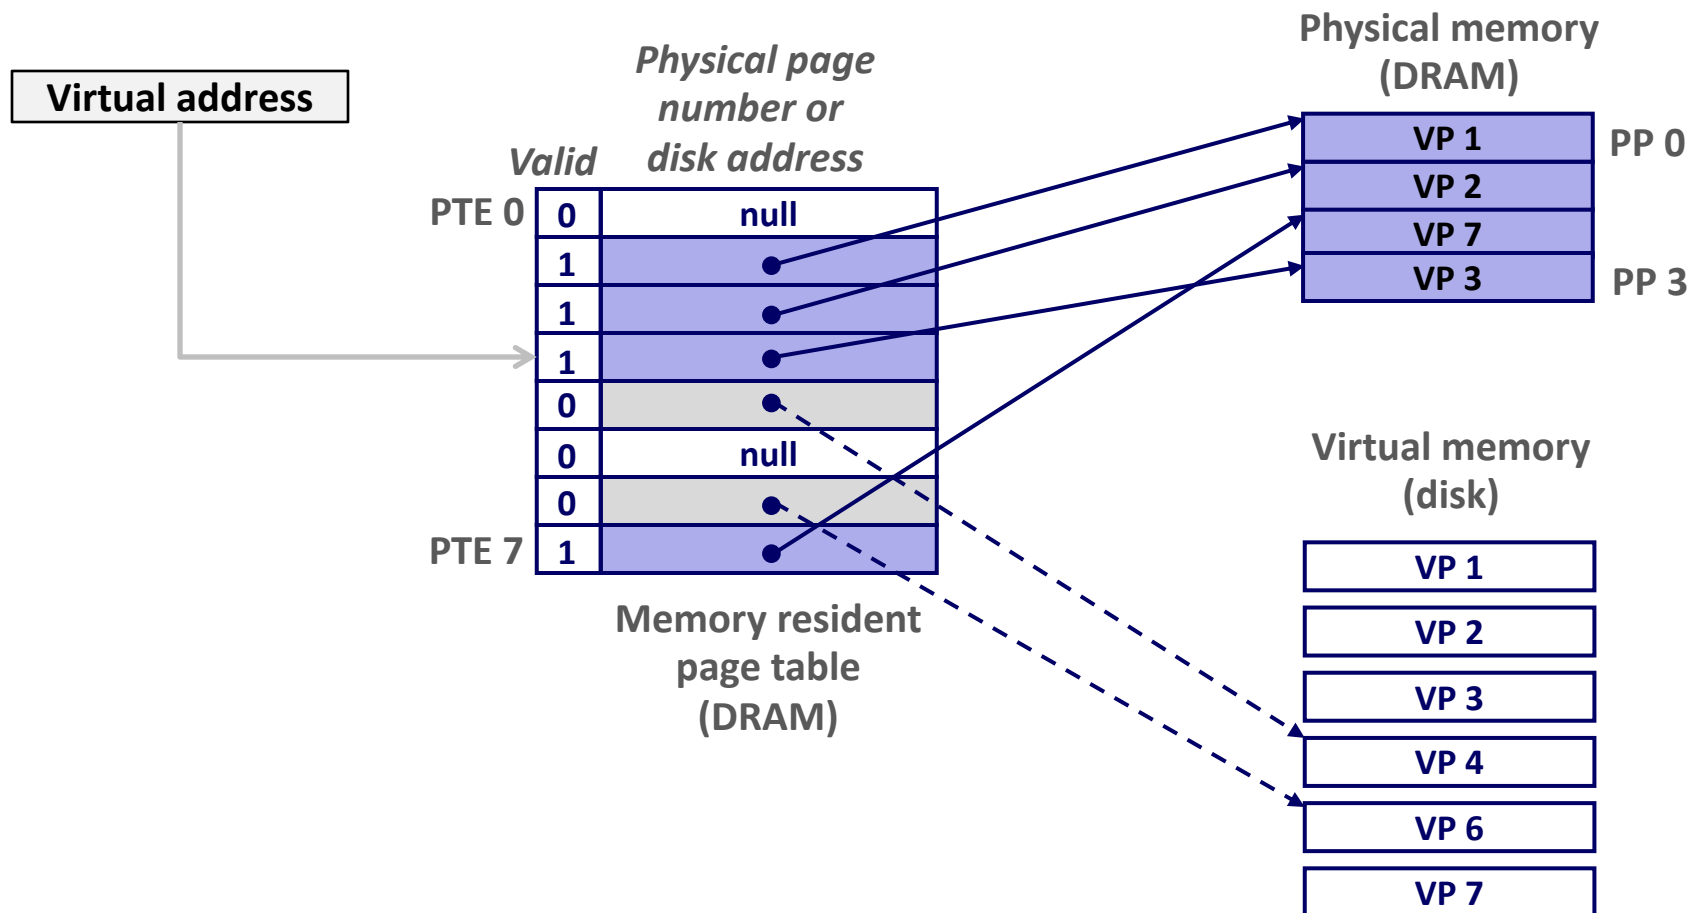 Virtual address
Physical page
number or
disk address
Valid
PTE 0
0
null
1
1
1
0
0
null
0
PTE 7
1
Memory resident
page table
(DRAM)
Physical memory
(DRAM)
VP 1
PP 0
VP 2
VP 7
VP 3
PP 3
Virtual memory
(disk)
VP 1
VP 2
VP 3
VP 4
VP 6
VP 7